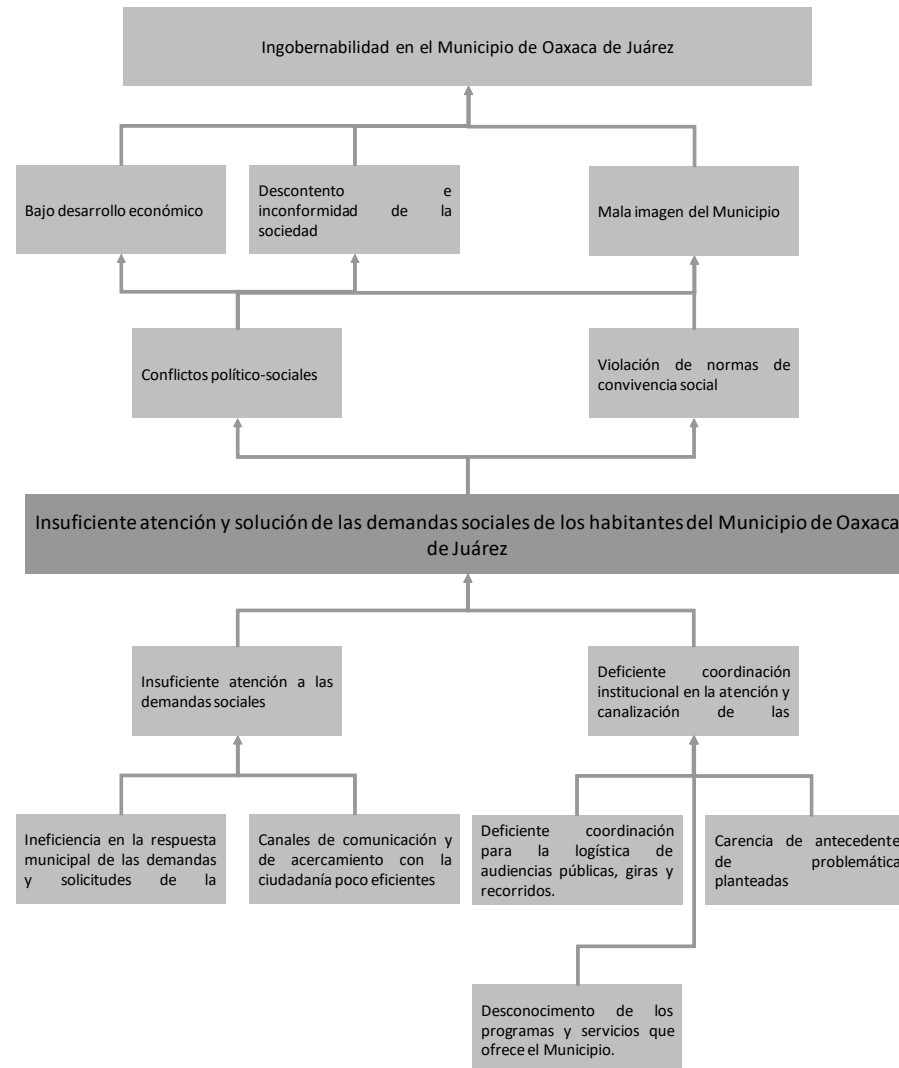 Ingobernabilidad en el Municipio de Oaxaca de Juárez
Bajo desarrollo económico
Descontento e
inconformidad de la
sociedad
Mala imagen del Municipio
Conflictos político-sociales
Violación de normas de
convivencia social
Insuficiente atención y solución de las demandas sociales de los habitantes del Municipio de Oaxaca
de Juárez
Insuficiente atención a las
demandas sociales
Deficiente coordinación
institucional en la atención y
canalización de las
Ineficiencia en la respuesta
municipal de las demandas
y solicitudes de la
Canales de comunicación y
de acercamiento con la
ciudadanía poco eficientes
Deficiente coordinación
para la logística de
audiencias públicas, giras y
recorridos.
Carencia de antecedente
de problemática
planteadas
Desconocimento de los
programas y servicios que
ofrece el Municipio.